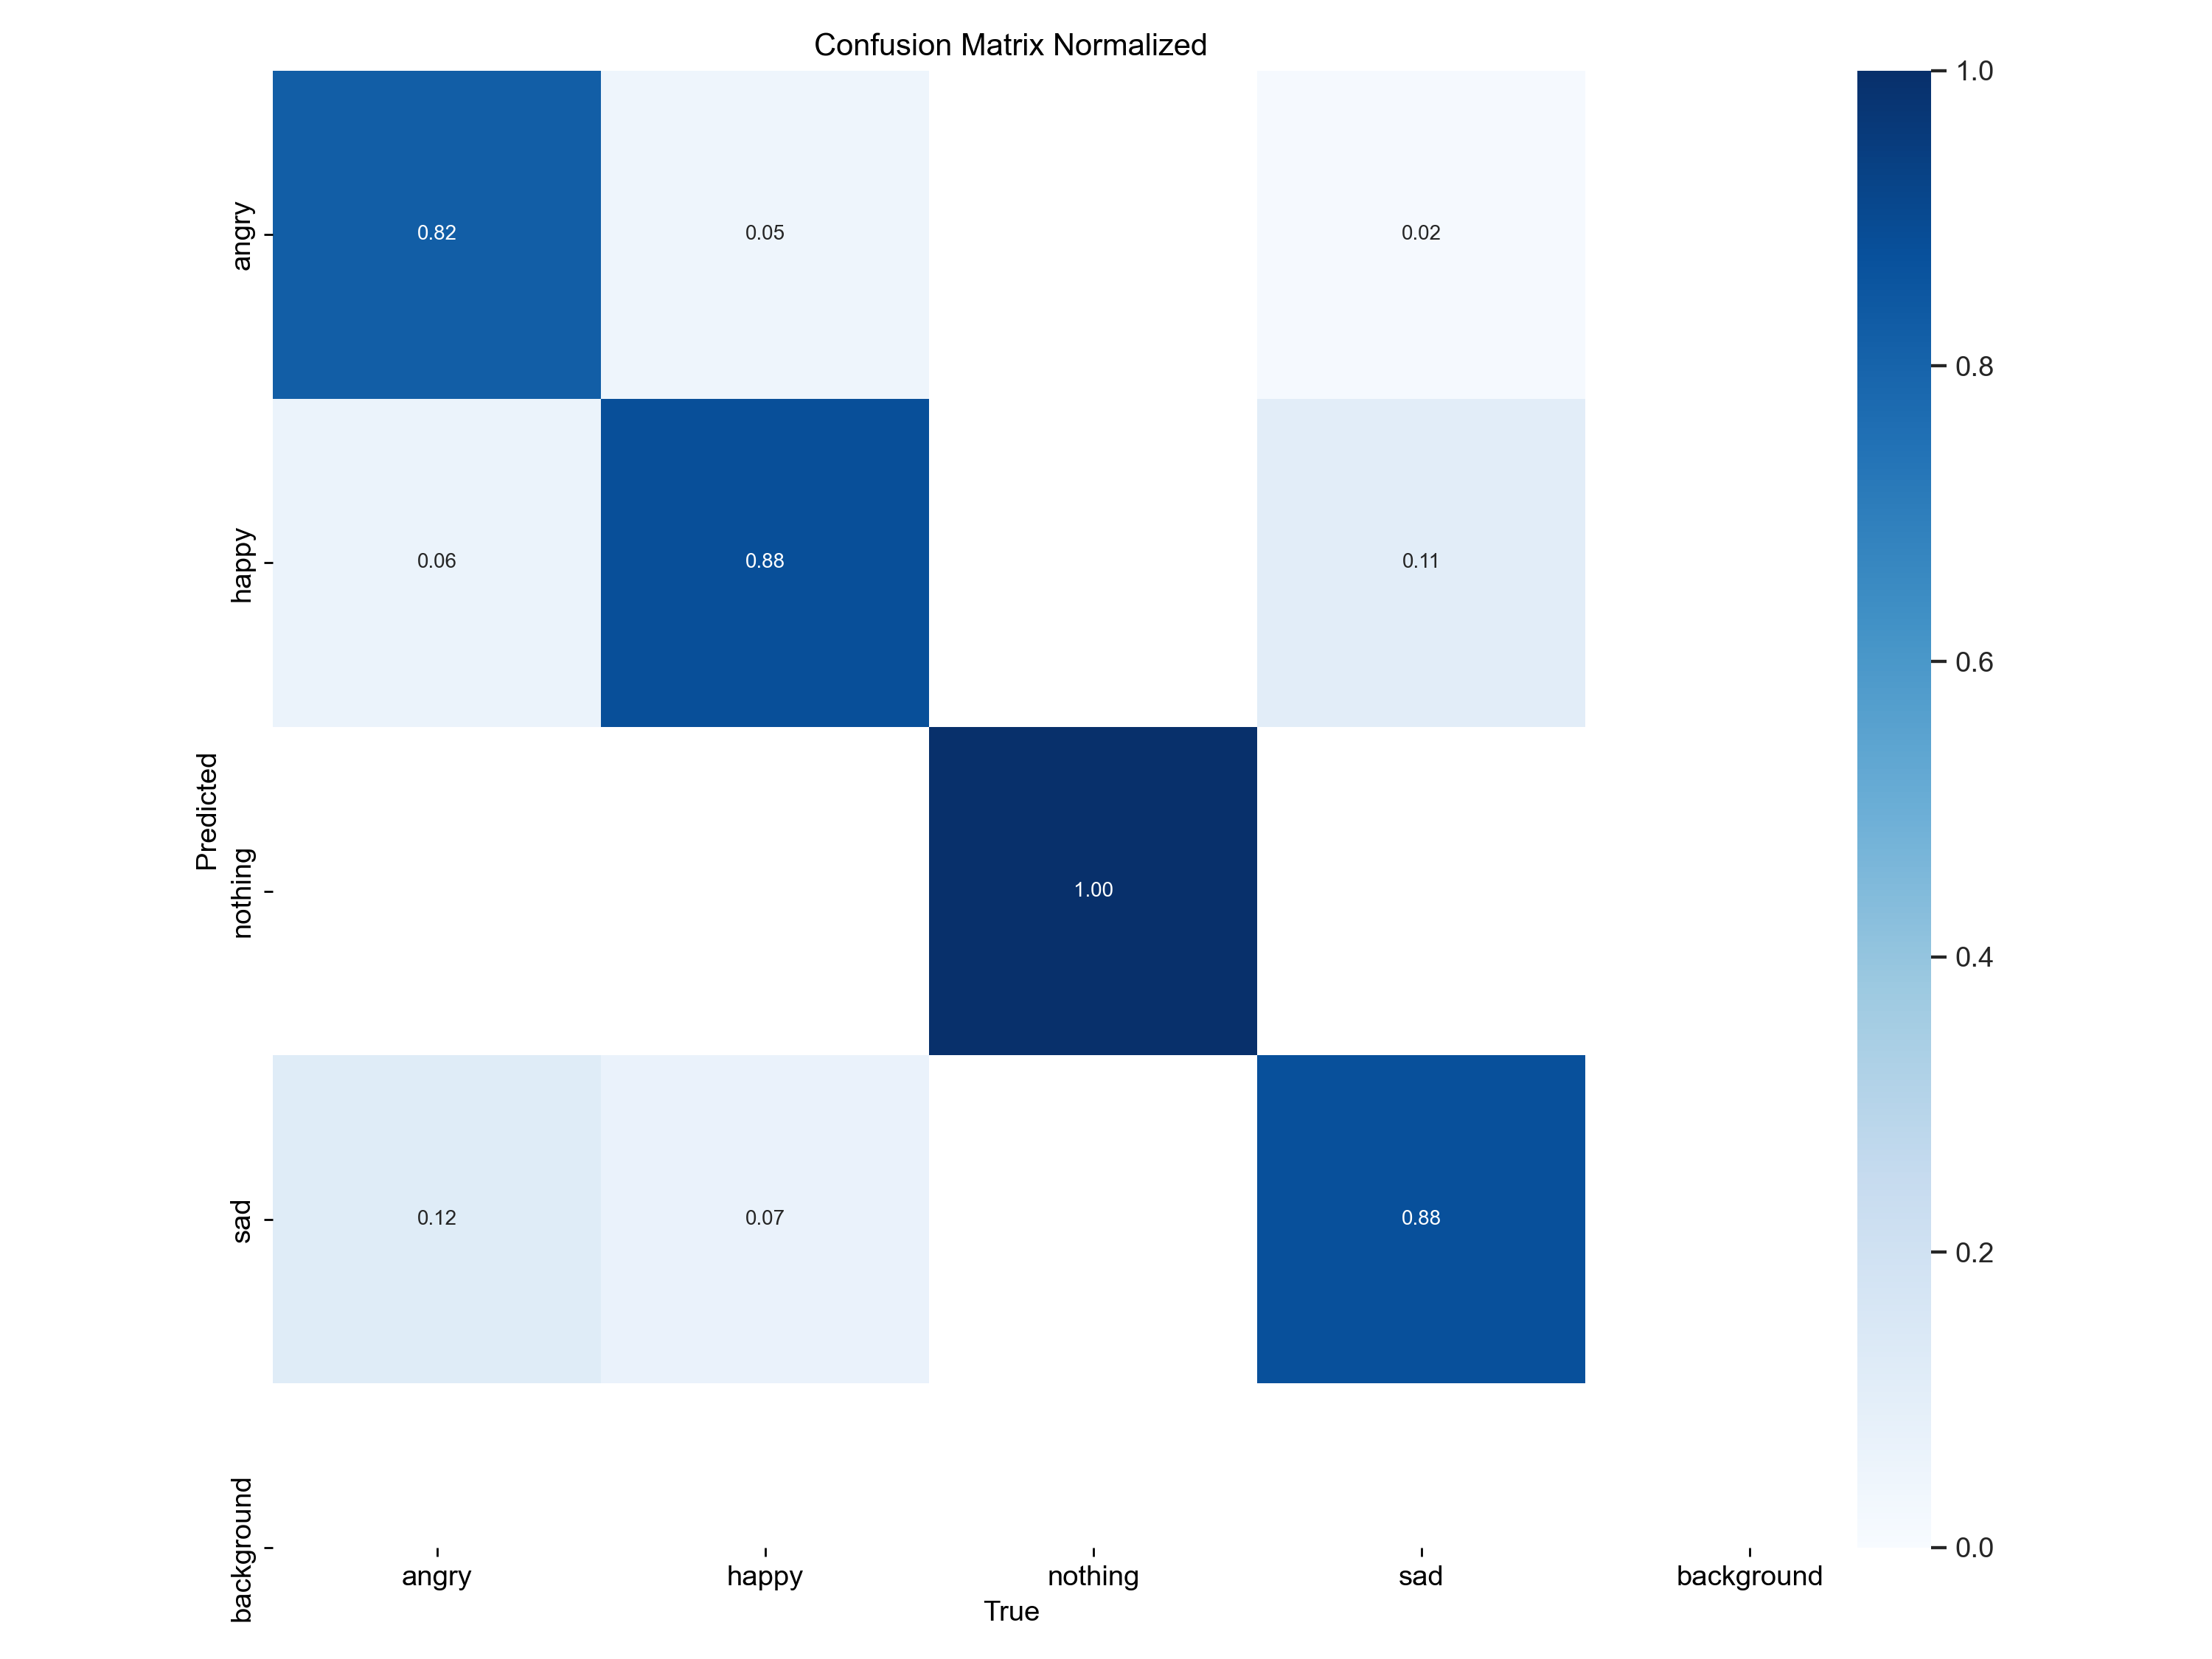 Confusion Matrix Normalized
1.0
angry
0.82
0.05
0.02
0.8
happy
0.06
0.88
0.11
0.6
Predicted
nothing
1.00
0.4
sad
0.12
0.07
0.88
0.2
background
0.0
angry happy nothing sad background
True